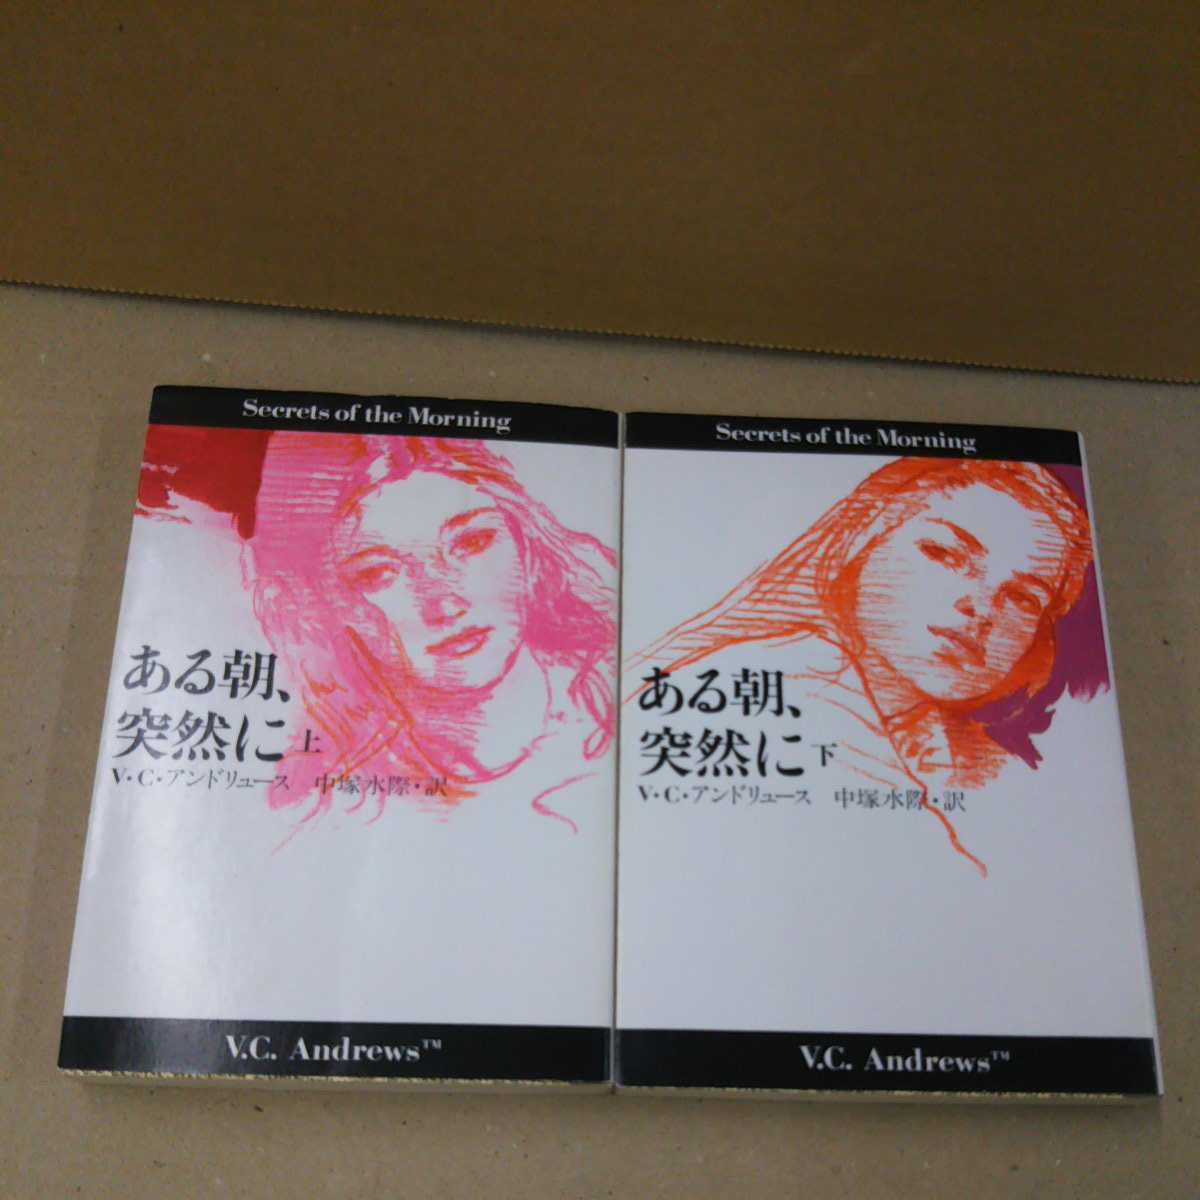 Secrets of the Morning
ある朝、
突然に 上
V・C・アンドリュース 中塚水際・訳
V.C. Andrews™
Secrets of the Morning
ある朝、
突然に 下
V・C・アンドリュース 中塚水際・訳
V.C. Andrews™